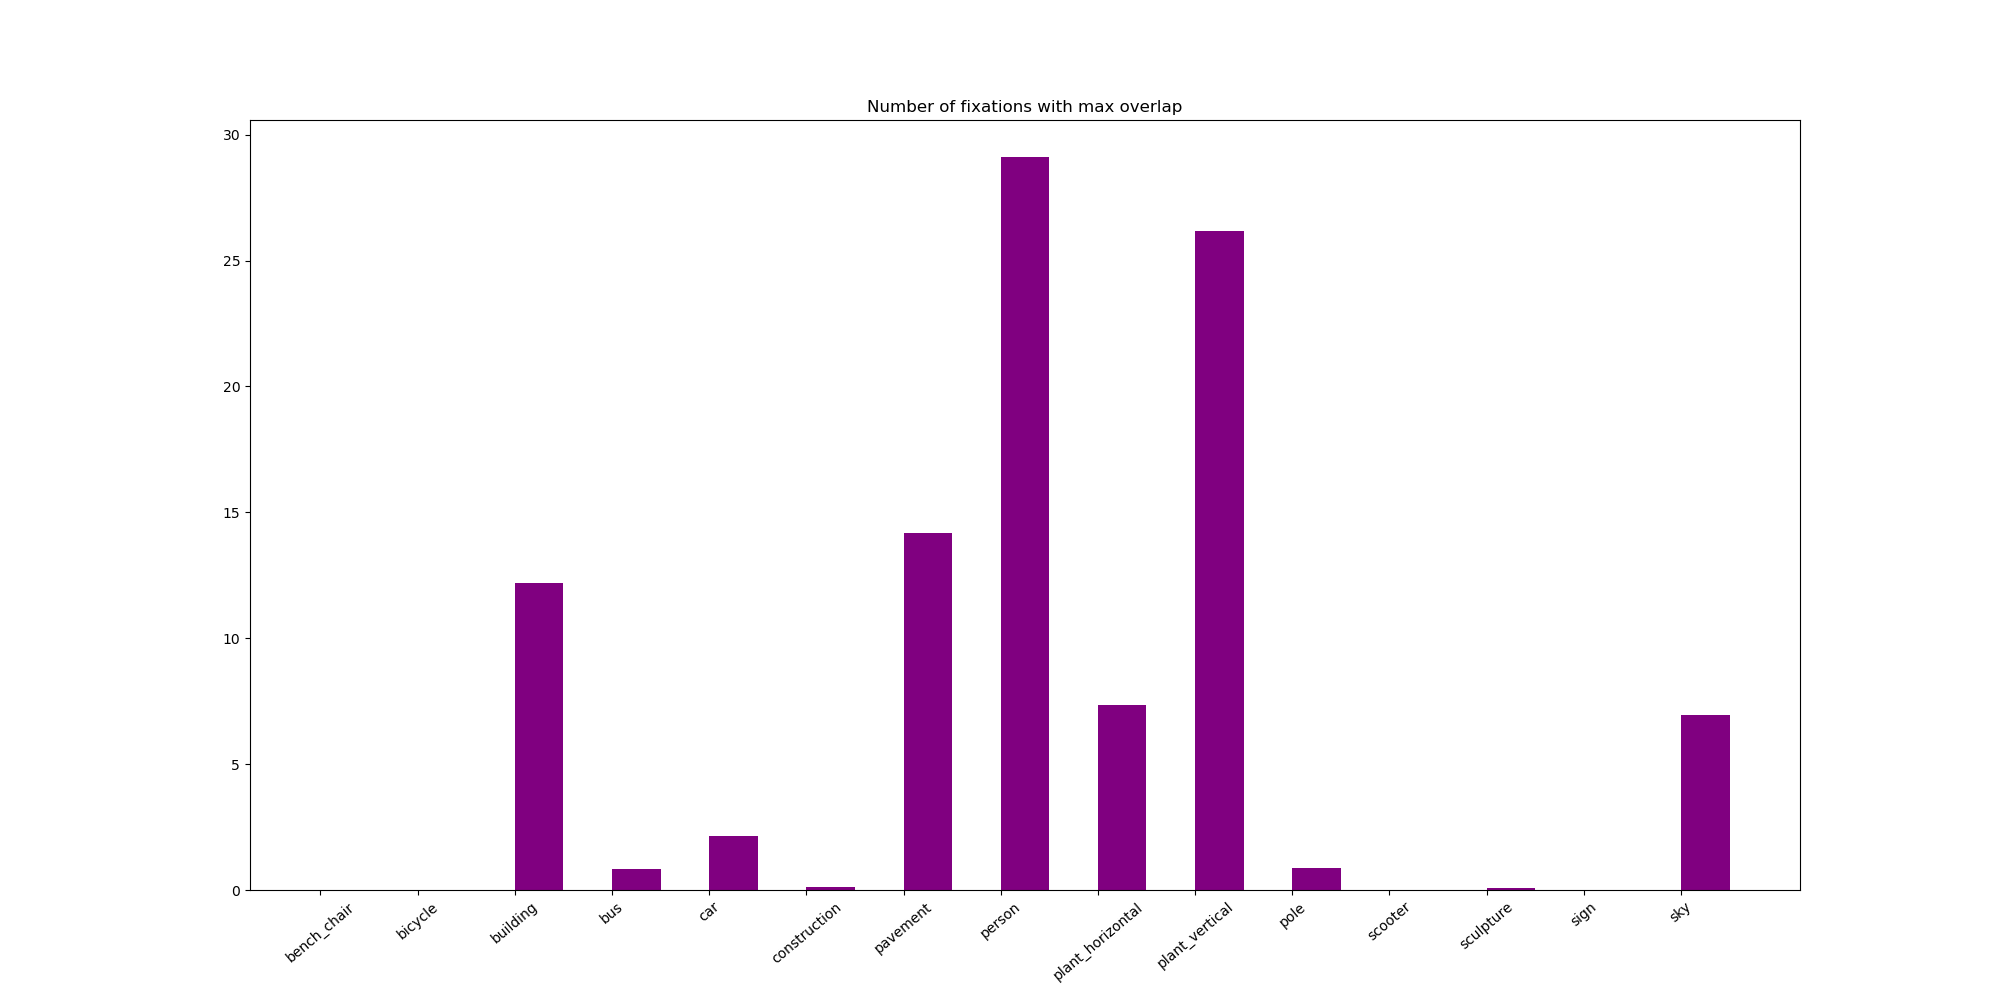 Number of fixations with max overlap
30
25
20
15
10
5
0
bench_chair
bicycle
building
bus
car
construction
pavement
person
plant_horizontal
plant_vertical
pole
scooter
sculpture
sign
sky